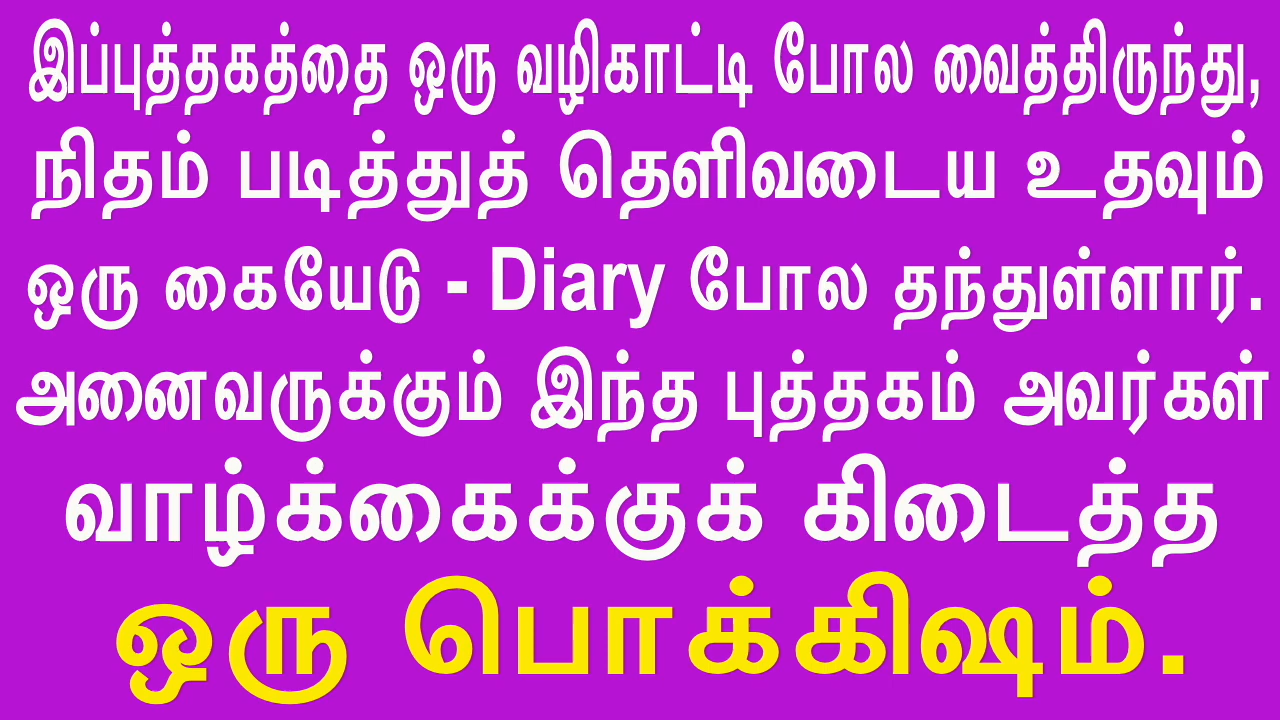 இப்புத்தகத்தை ஒரு வழிகாட்டி போல வைத்திருந்து,
நிதம் படித்துத் தெளிவடைய உதவும்
ஒரு கையேடு - Diary போல தந்துள்ளார்.
அனைவருக்கும் இந்த புத்தகம் அவர்கள்
வாழ்க்கைக்குக் கிடைத்த
ஒரு பொக்கிஷம்.